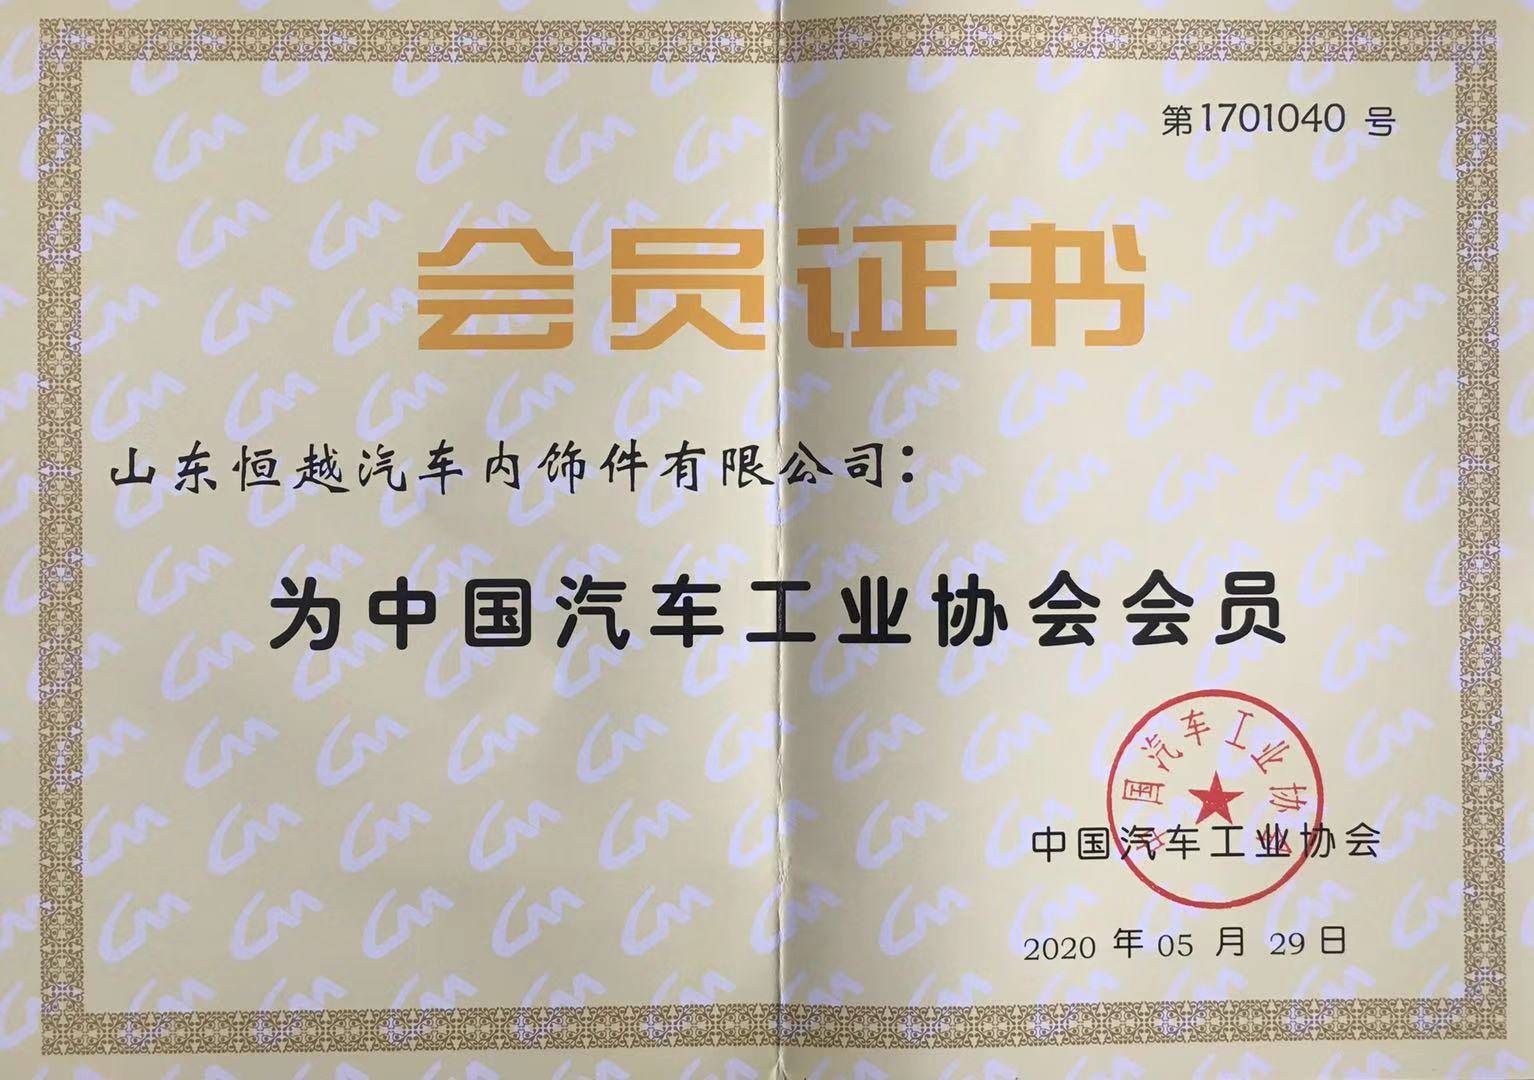 第1701040 号
会员证书
山东恒越汽车内饰件有限公司：
为中国汽车工业协会会员
中国汽车工业协会
中国汽车工业协会
2020 年 05 月 29 日